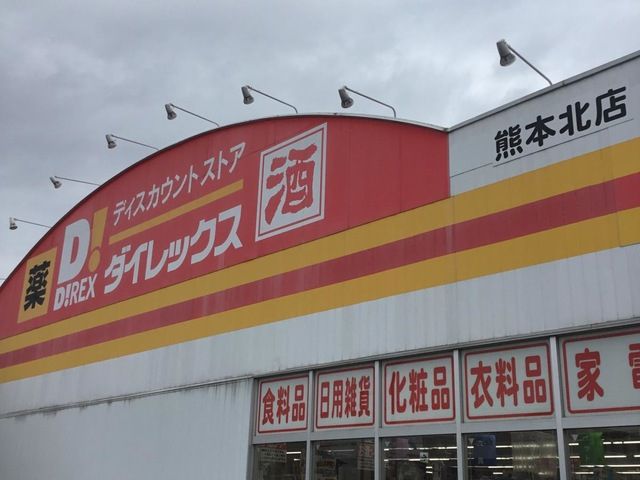 薬
D!
D!REX
ディスカウントストア
ダイレックス
酒
熊本北店
食料品
日用雑貨
化粧品
衣料品
家電